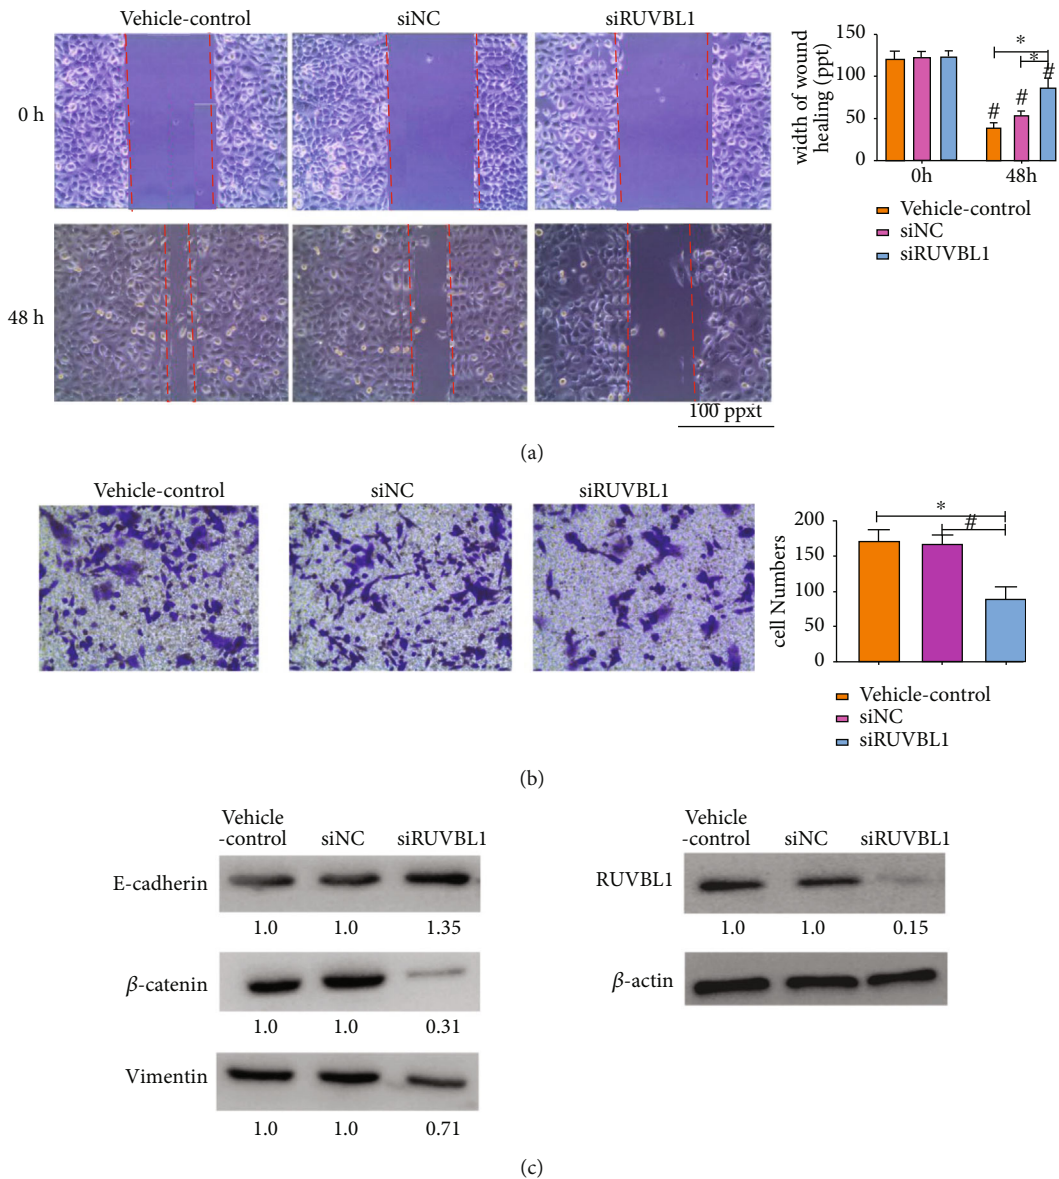 Vehicle-control siNC siRUVBL1
0 h
48 h
100 ppxt
width of wound
healing (ppt)
150
100
50
0
* * # # #
0h 48h
Vehicle-control
siNC
siRUVBL1
(a)
Vehicle-control siNC siRUVBL1
cell Numbers
200
150
100
50
0
* #
Vehicle-control
siNC
siRUVBL1
(b)
Vehicle
-control siNC siRUVBL1
E-cadherin
1.0 1.0 1.35
β-catenin
1.0 1.0 0.31
Vimentin
1.0 1.0 0.71
Vehicle
-control siNC siRUVBL1
RUVBL1
1.0 1.0 0.15
β-actin
(c)